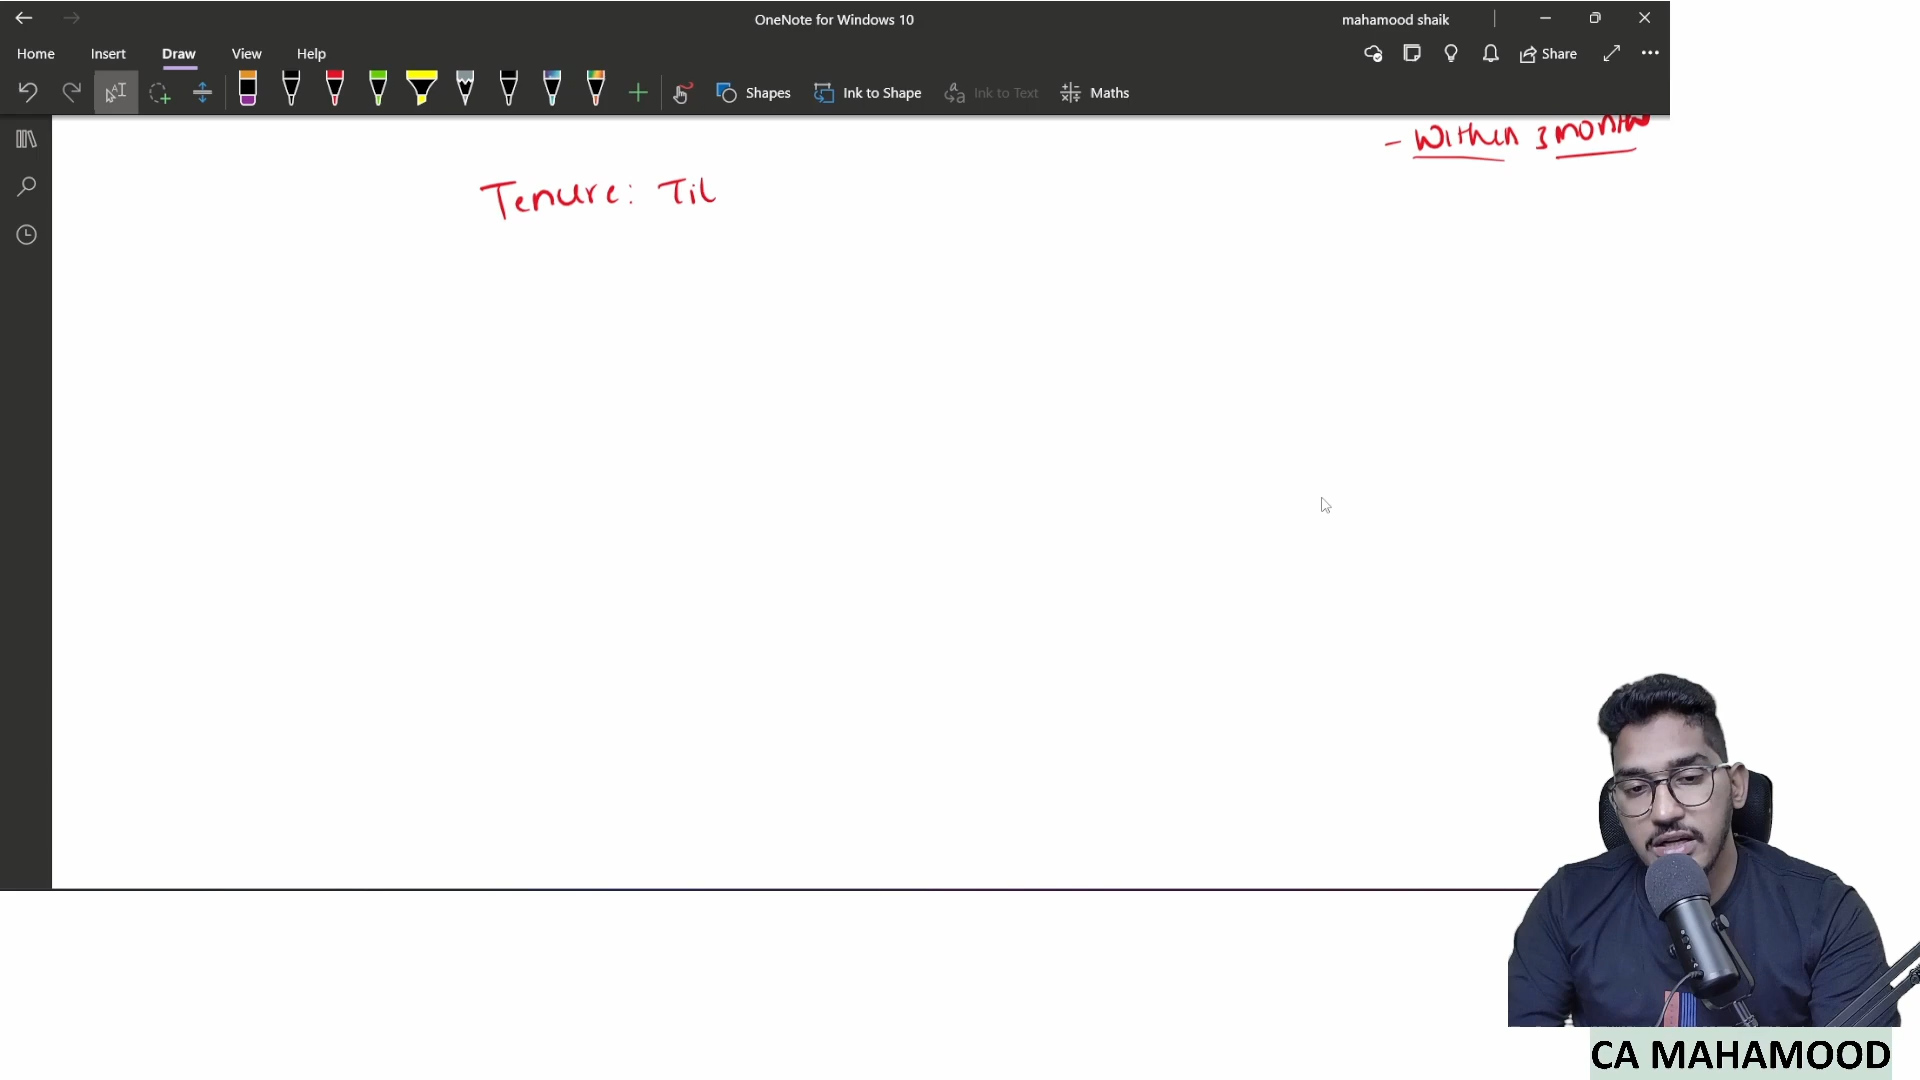 OneNote for Windows 10
mahamood shaik
Home Insert Draw View Help
Share
Shapes Ink to Shape Ink to Text Maths
- Within 3 month
Tenure: Til
CA MAHAMOOD